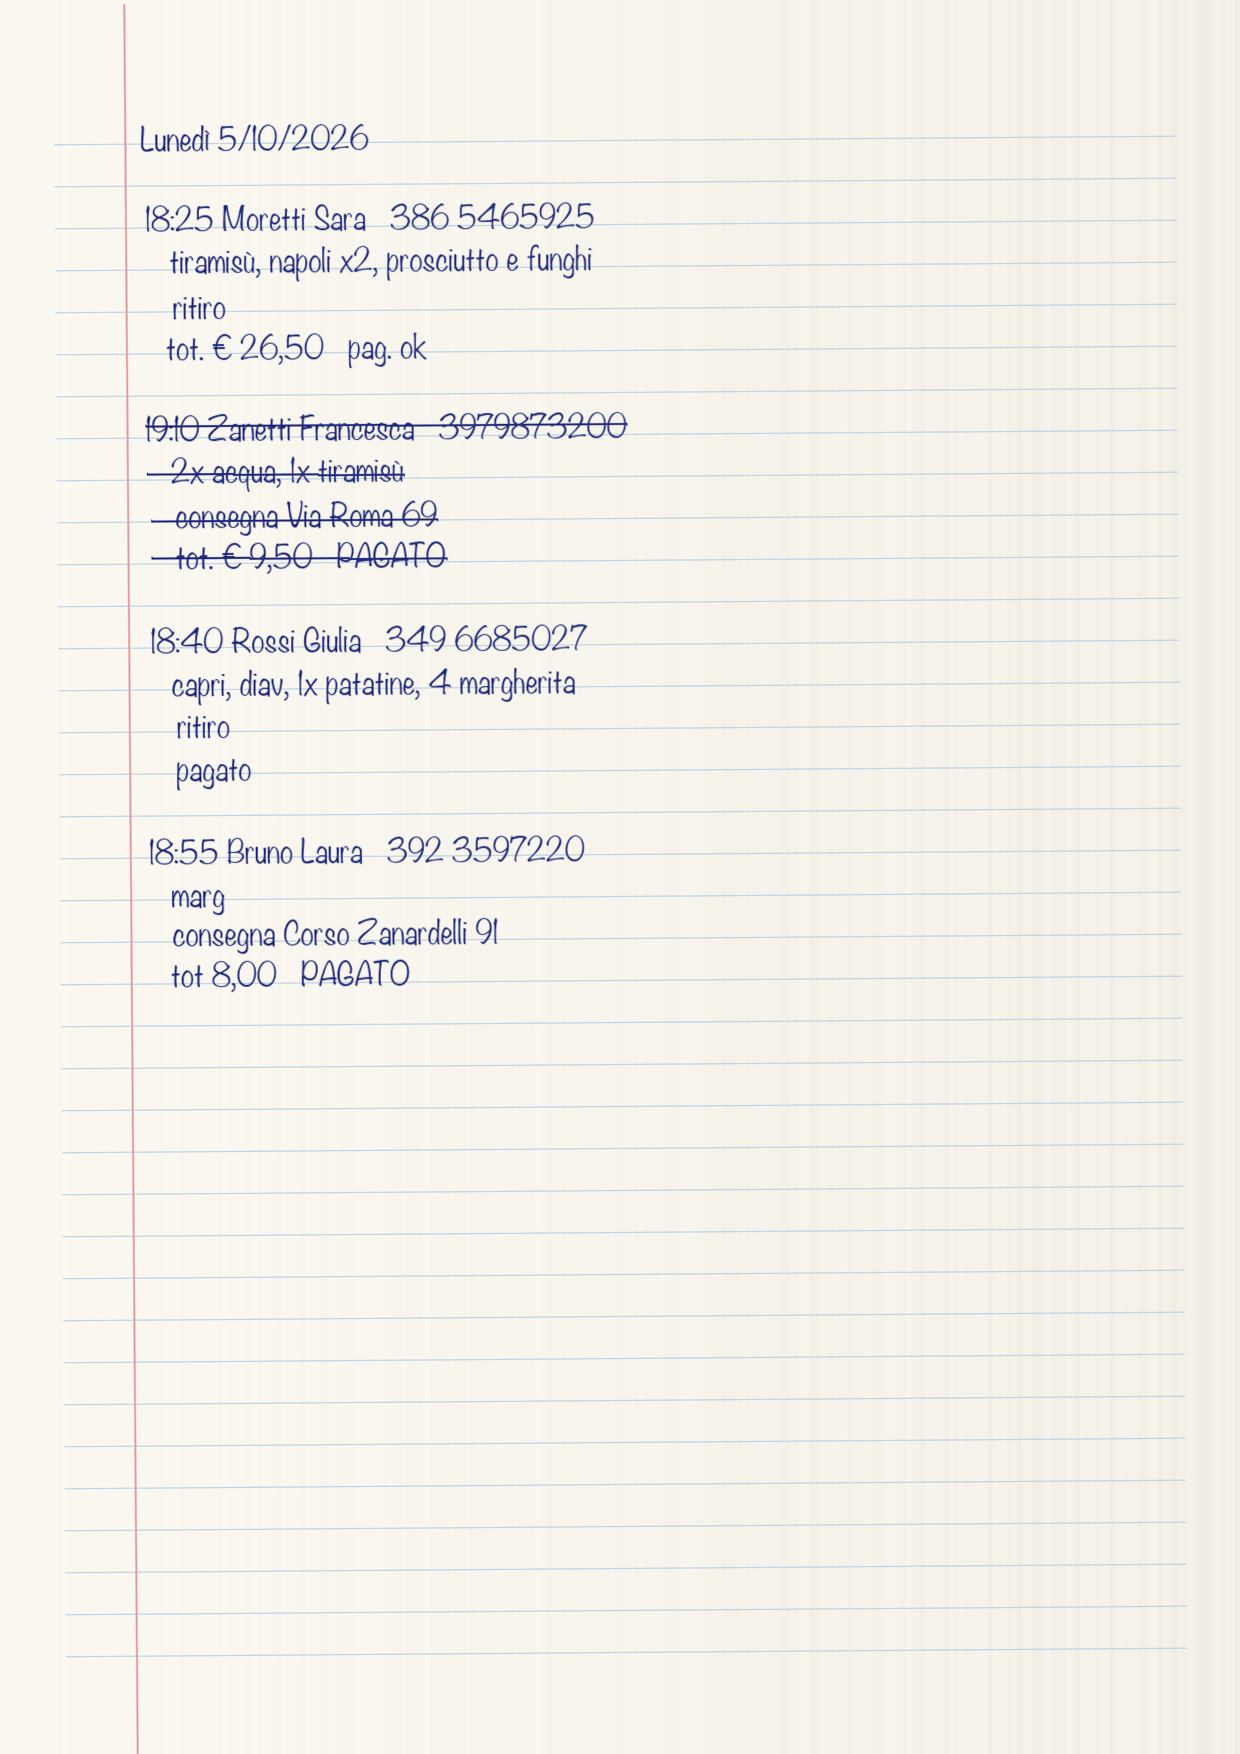 Lunedì 5/10/2026
18:25 Moretti Sara 386 5465925
tiramisù, napoli x2, prosciutto e funghi
ritiro
tot. € 26,50 pag. ok
19:10 Zanetti Francesca 3979873200
2x acqua, 1x tiramisù
consegna Via Roma 69
tot. € 9,50 PAGATO
18:40 Rossi Giulia 349 6685027
capri, diav, 1x patatine, 4 margherita
ritiro
pagato
18:55 Bruno Laura 392 3597220
marg
consegna Corso Zanardelli 91
tot 8,00 PAGATO